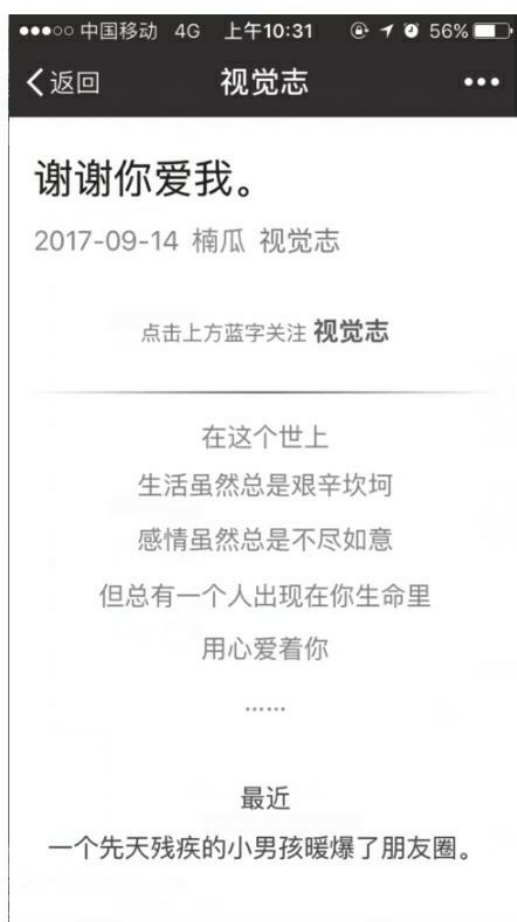 ●●●○○ 中国移动 4G 上午10:31 56%
返回 视觉志 •••
谢谢你爱我。
2017-09-14 楠瓜 视觉志
点击上方蓝字关注 视觉志
在这个世上
生活虽然总是艰辛坎坷
感情虽然总是不尽如意
但总有一个人出现在你生命里
用心爱着你
……
最近
一个先天残疾的小男孩暖爆了朋友圈。